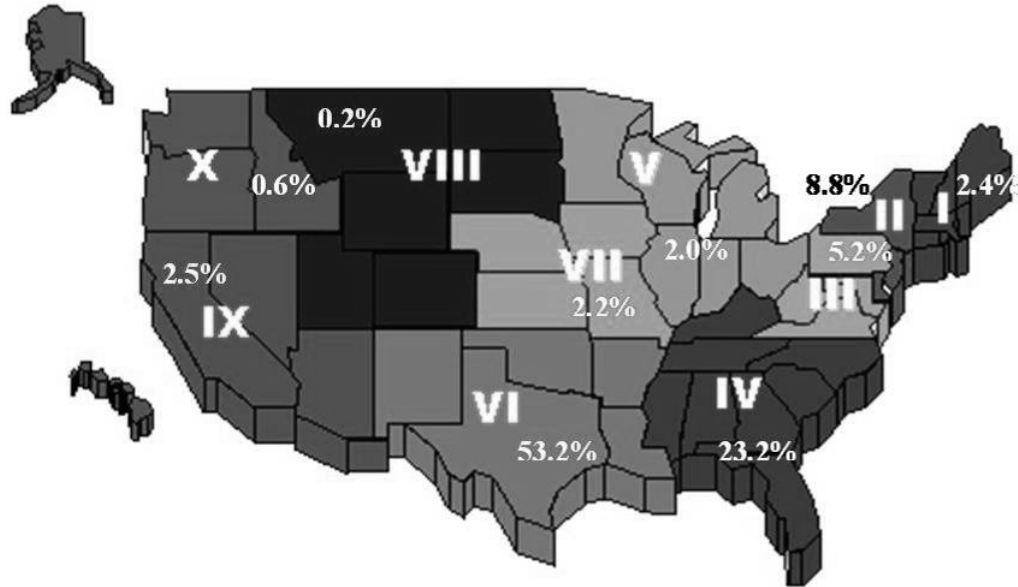 0.2%
X
VIII
V
0.6%
8.8%
2.4%
II
I
2.5%
VII
2.0%
5.2%
2.2%
III
IX
VI
IV
53.2%
23.2%